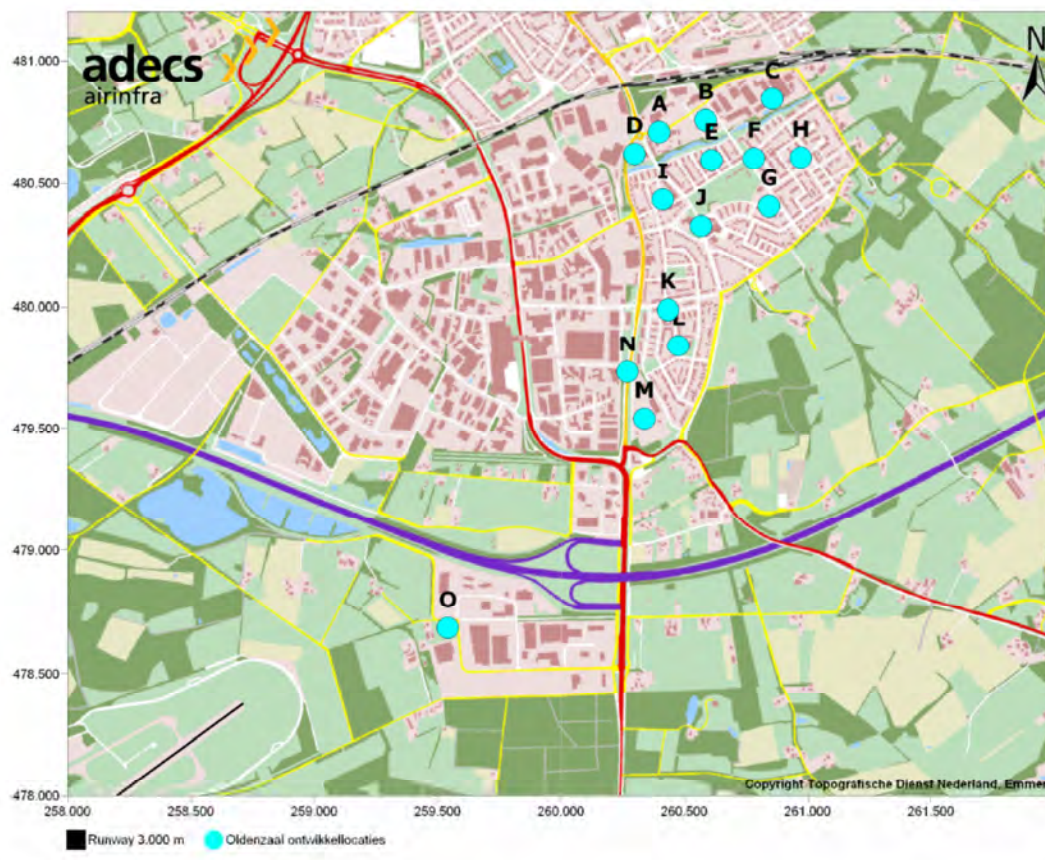 adecs
airinfra
N
481.000
C
B
A
D
E
F
H
480.500
I
G
J
480.000
K
L
N
M
479.500
479.000
O
478.500
Copyright Topografische Dienst Nederland, Emmen
478.000
258.000 258.500 259.000 259.500 260.000 260.500 261.000 261.500
Runway 3.000 m Oldenzaal ontwikkellocaties